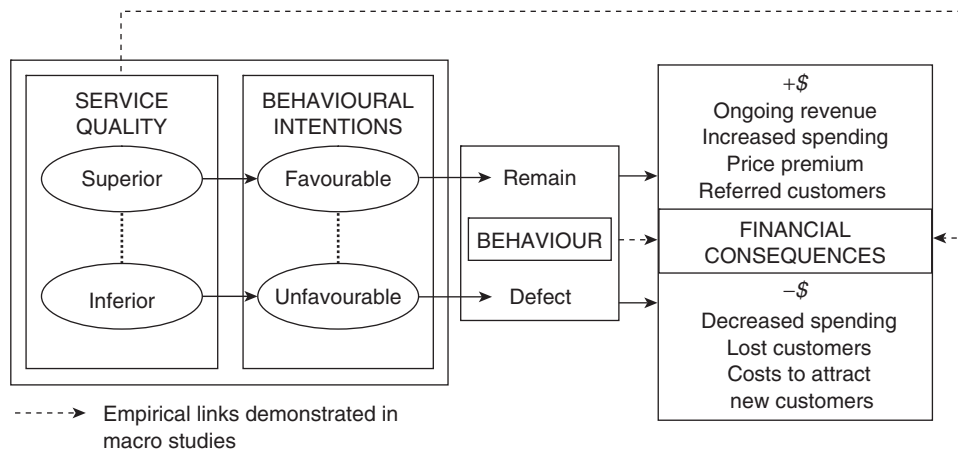 SERVICE
QUALITY
Superior
Inferior
BEHAVIOURAL
INTENTIONS
Favourable
Unfavourable
Remain
BEHAVIOUR
Defect
+$
Ongoing revenue
Increased spending
Price premium
Referred customers
FINANCIAL
CONSEQUENCES
−$
Decreased spending
Lost customers
Costs to attract
new customers
Empirical links demonstrated in
macro studies